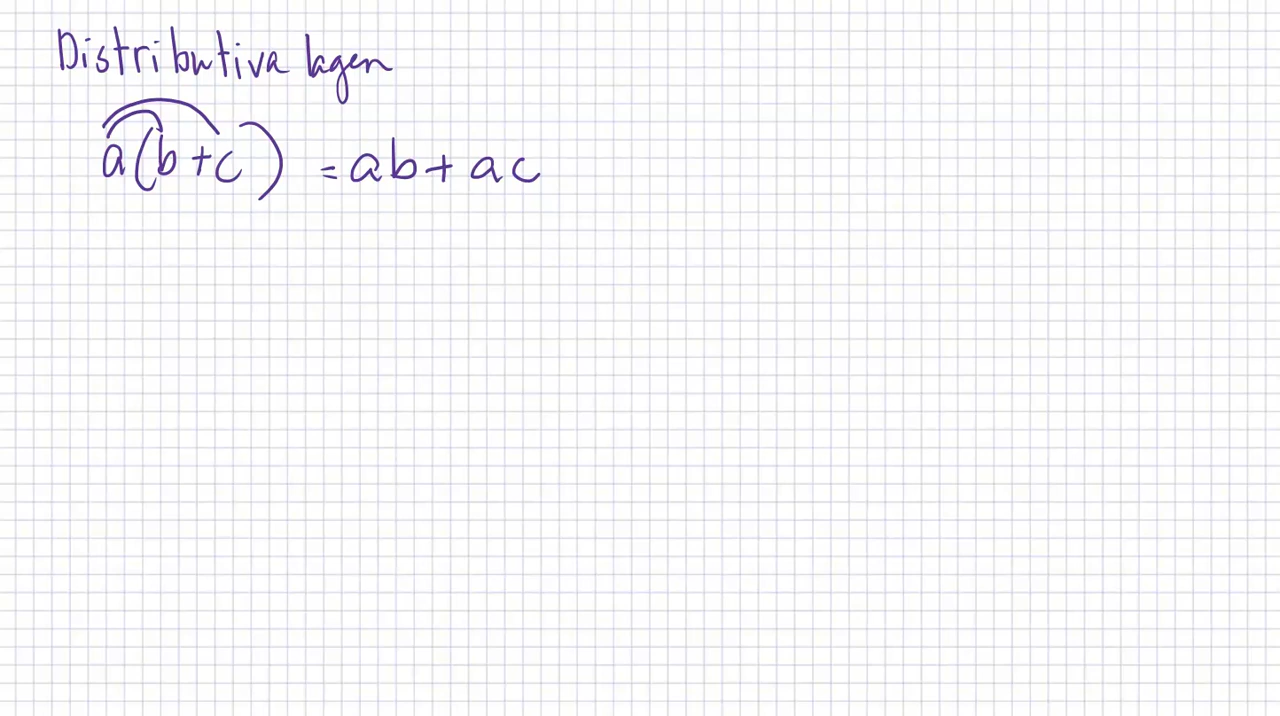 Distributiva lagen
a(b+c) = ab + ac